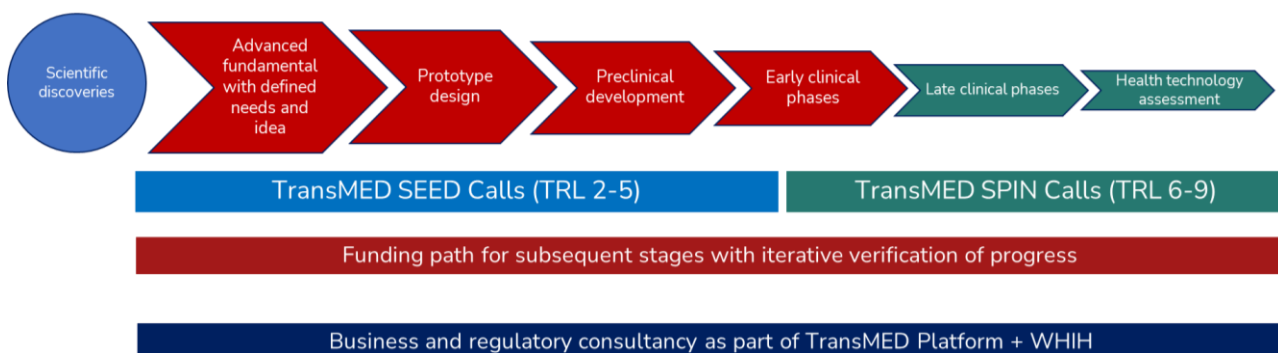 Scientific
discoveries
Advanced
fundamental
with defined
needs and
idea
Prototype
design
Preclinical
development
Early clinical
phases
Late clinical phases
Health technology
assessment
TransMED SEED Calls (TRL 2-5)
TransMED SPIN Calls (TRL 6-9)
Funding path for subsequent stages with iterative verification of progress
Business and regulatory consultancy as part of TransMED Platform + WHIH